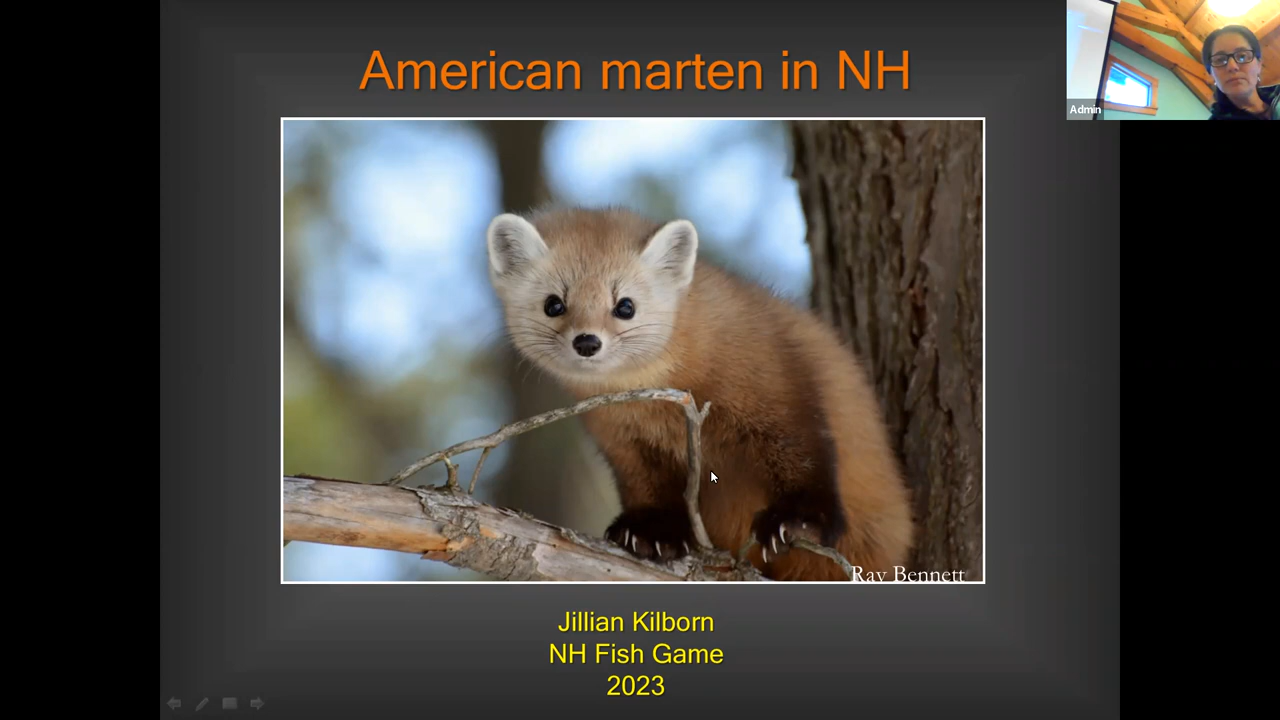 American marten in NH
Admin
Ray Bennett
Jillian Kilborn
NH Fish Game
2023